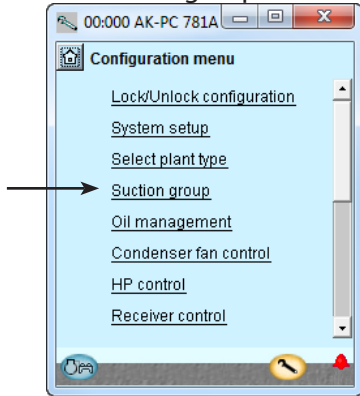 00:000 AK-PC 781A
Configuration menu
Lock/Unlock configuration
System setup
Select plant type
Suction group
Oil management
Condenser fan control
HP control
Receiver control